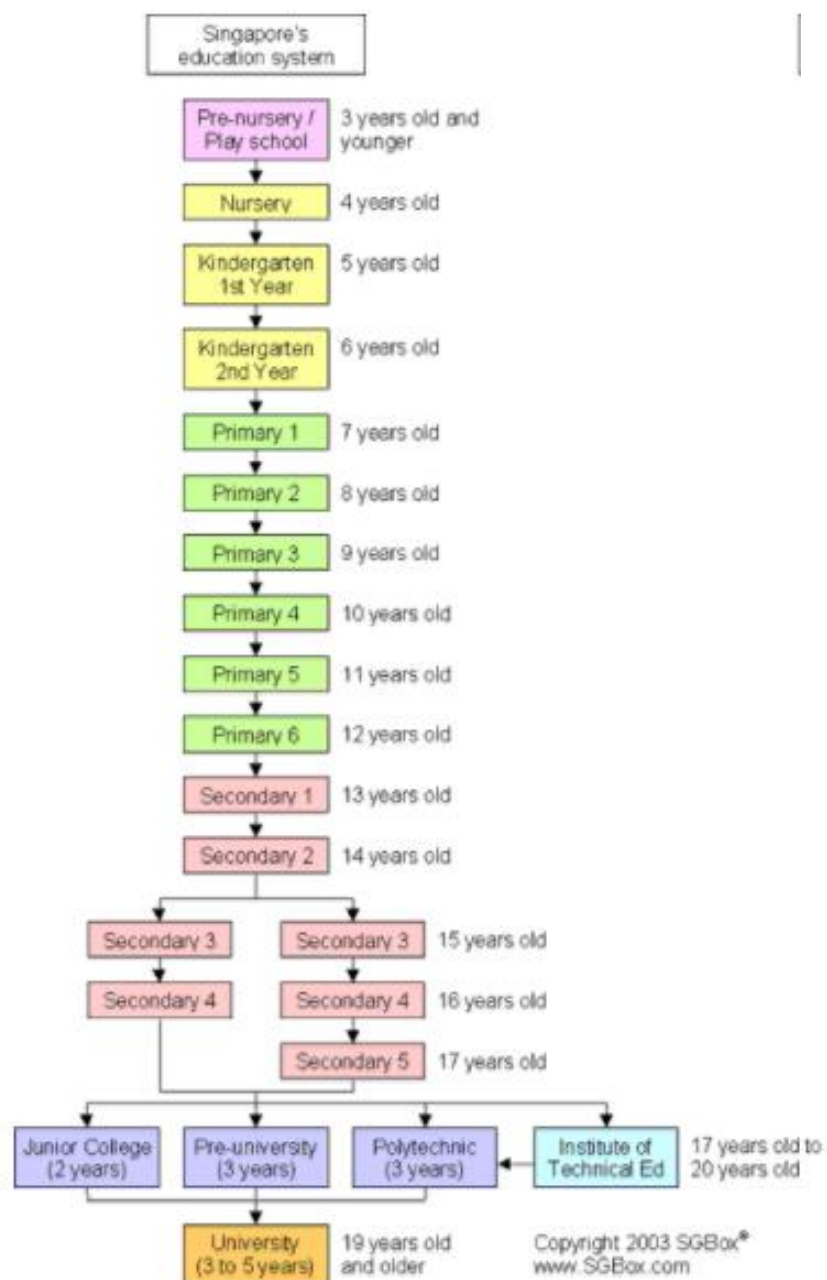 Singapore's
education system
Pre-nursery /
Play school
3 years old and
younger
Nursery
4 years old
Kindergarten
1st Year
5 years old
Kindergarten
2nd Year
6 years old
Primary 1
7 years old
Primary 2
8 years old
Primary 3
9 years old
Primary 4
10 years old
Primary 5
11 years old
Primary 6
12 years old
Secondary 1
13 years old
Secondary 2
14 years old
Secondary 3
Secondary 3
15 years old
Secondary 4
Secondary 4
16 years old
Secondary 5
17 years old
Junior College
(2 years)
Pre-university
(3 years)
Polytechnic
(3 years)
Institute of
Technical Ed
17 years old to
20 years old
University
(3 to 5 years)
19 years old
and older
Copyright 2003 SGBox®
www.SGBox.com